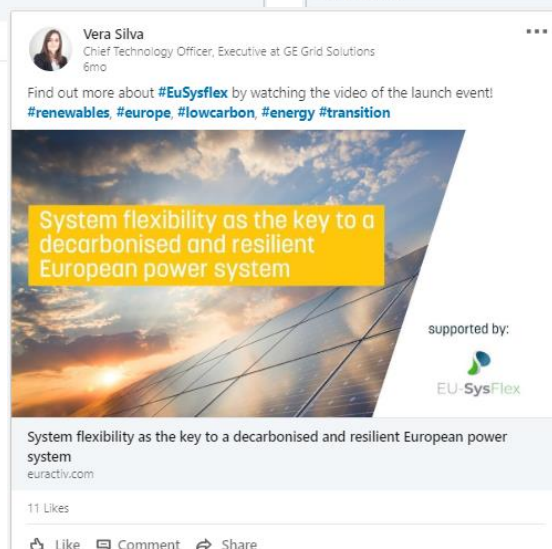 Vera Silva
Chief Technology Officer, Executive at GE Grid Solutions
6mo
Find out more about #EuSysflex by watching the video of the launch event!
#renewables, #europe, #lowcarbon, #energy #transition
System flexibility as the key to a
decarbonised and resilient
European power system
supported by:
EU-SysFlex
System flexibility as the key to a decarbonised and resilient European power
system
euractiv.com
11 Likes
Like Comment Share